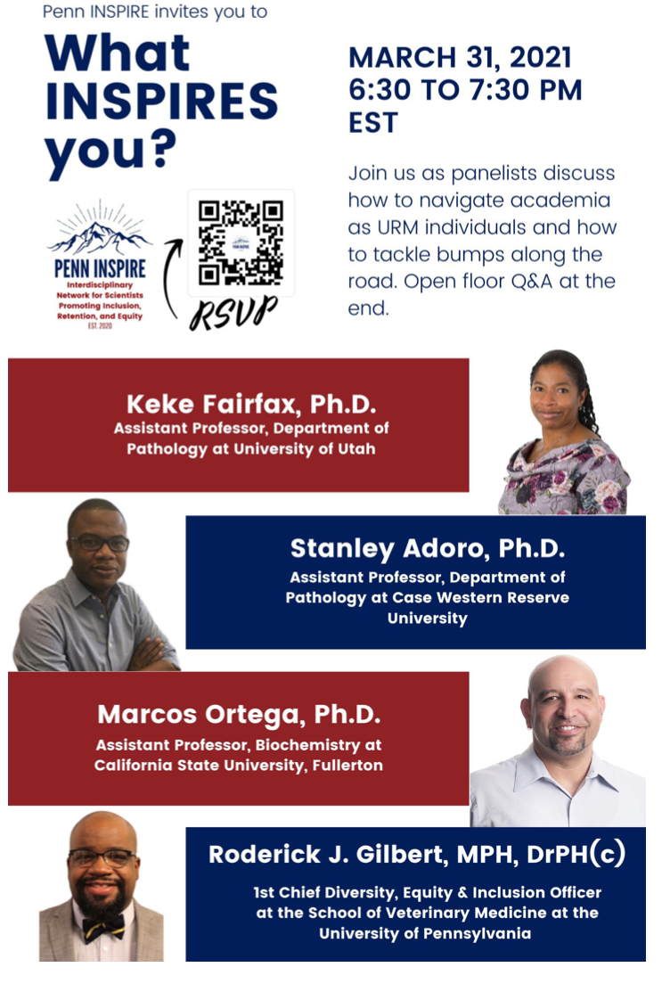 Penn INSPIRE invites you to
What
INSPIRES
you?
MARCH 31, 2021
6:30 TO 7:30 PM
EST
Join us as panelists discuss
how to navigate academia
as URM individuals and how
to tackle bumps along the
road. Open floor Q&A at the
end.
PENN INSPIRE
Interdisciplinary
Network for Scientists
Promoting Inclusion,
Retention, and Equity
EST. 2020
PENN INSPIRE
RSVP
Keke Fairfax, Ph.D.
Assistant Professor, Department of
Pathology at University of Utah
Stanley Adoro, Ph.D.
Assistant Professor, Department of
Pathology at Case Western Reserve
University
Marcos Ortega, Ph.D.
Assistant Professor, Biochemistry at
California State University, Fullerton
Roderick J. Gilbert, MPH, DrPH(c)
1st Chief Diversity, Equity & Inclusion Officer
at the School of Veterinary Medicine at the
University of Pennsylvania